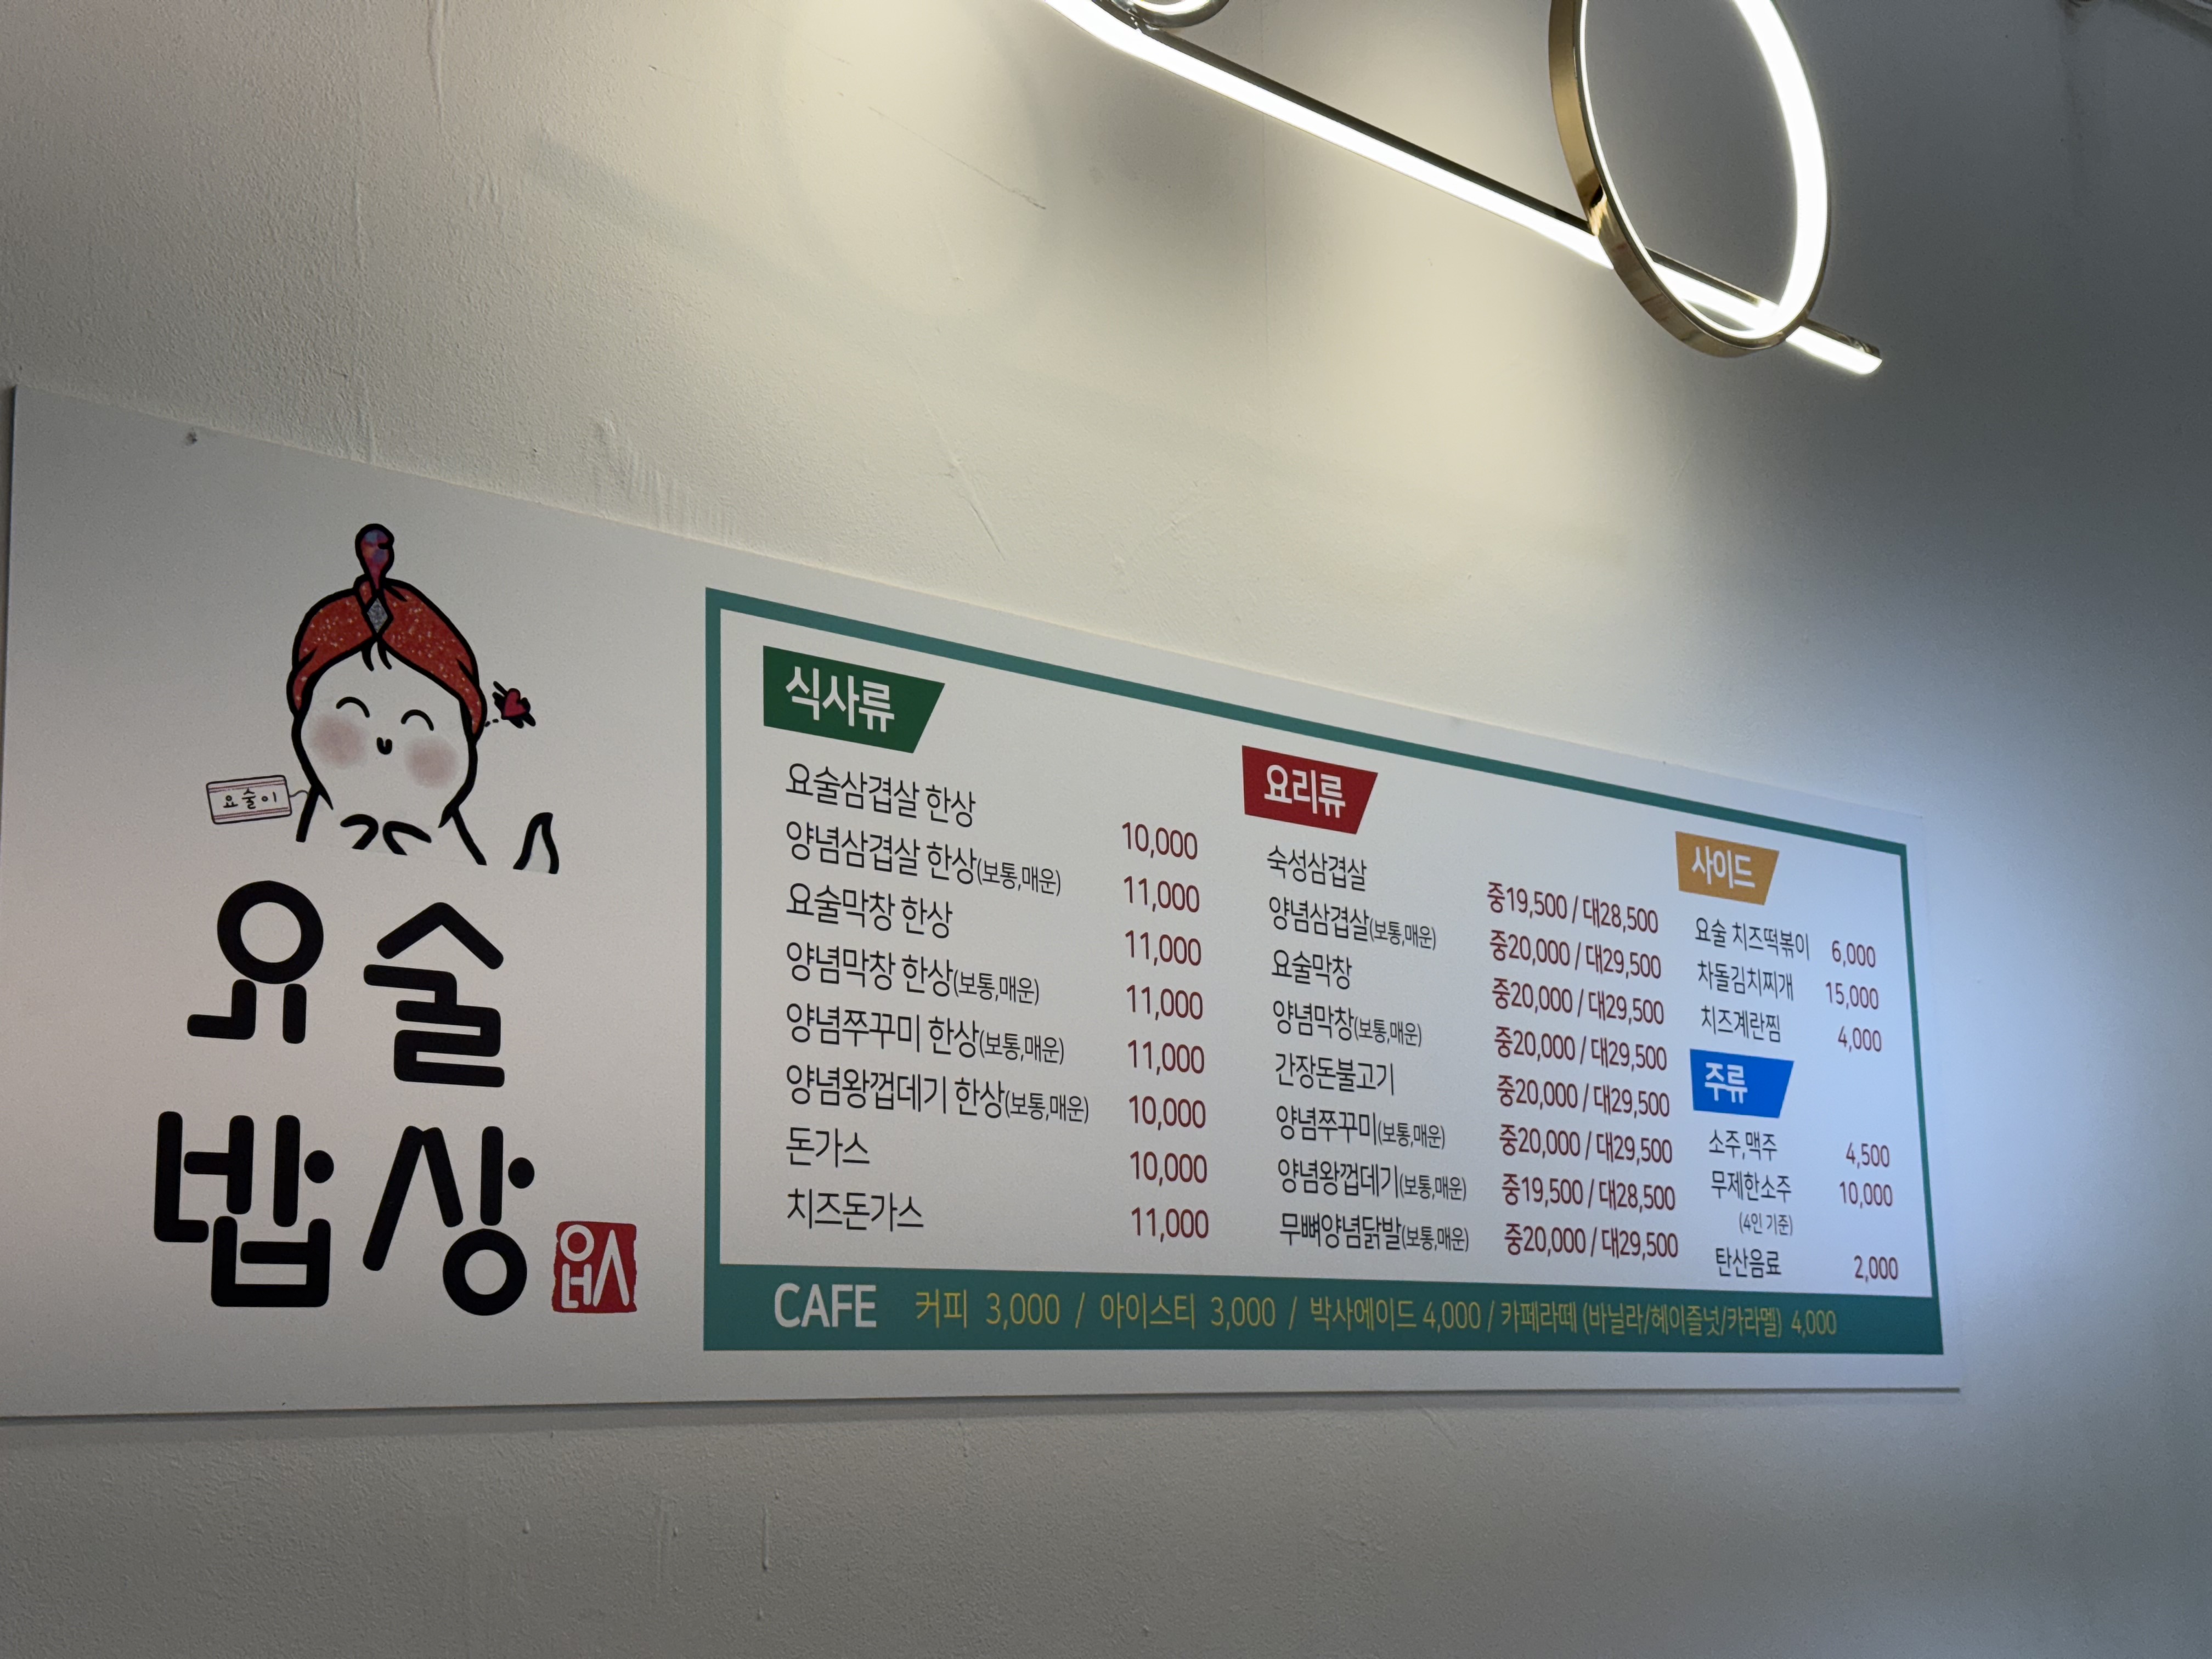 요술이
요술
밥상
요술
밥상
식사류
요술삼겹살 한상 10,000
양념삼겹살 한상(보통,매운) 11,000
요술막창 한상 11,000
양념막창 한상(보통,매운) 11,000
양념쭈꾸미 한상(보통,매운) 11,000
양념왕껍데기 한상(보통,매운) 10,000
돈가스 10,000
치즈돈가스 11,000
요리류
숙성삼겹살 중19,500 / 대28,500
양념삼겹살(보통,매운) 중20,000 / 대29,500
요술막창 중20,000 / 대29,500
양념막창(보통,매운) 중20,000 / 대29,500
간장돈불고기 중20,000 / 대29,500
양념쭈꾸미(보통,매운) 중20,000 / 대29,500
양념왕껍데기(보통,매운) 중19,500 / 대28,500
무뼈양념닭발(보통,매운) 중20,000 / 대29,500
사이드
요술 치즈떡볶이 6,000
차돌김치찌개 15,000
치즈계란찜 4,000
주류
소주,맥주 4,500
무제한소주 10,000
(4인 기준)
탄산음료 2,000
CAFE 커피 3,000 / 아이스티 3,000 / 박사에이드 4,000 / 카페라떼 (바닐라/헤이즐넛/카라멜) 4,000